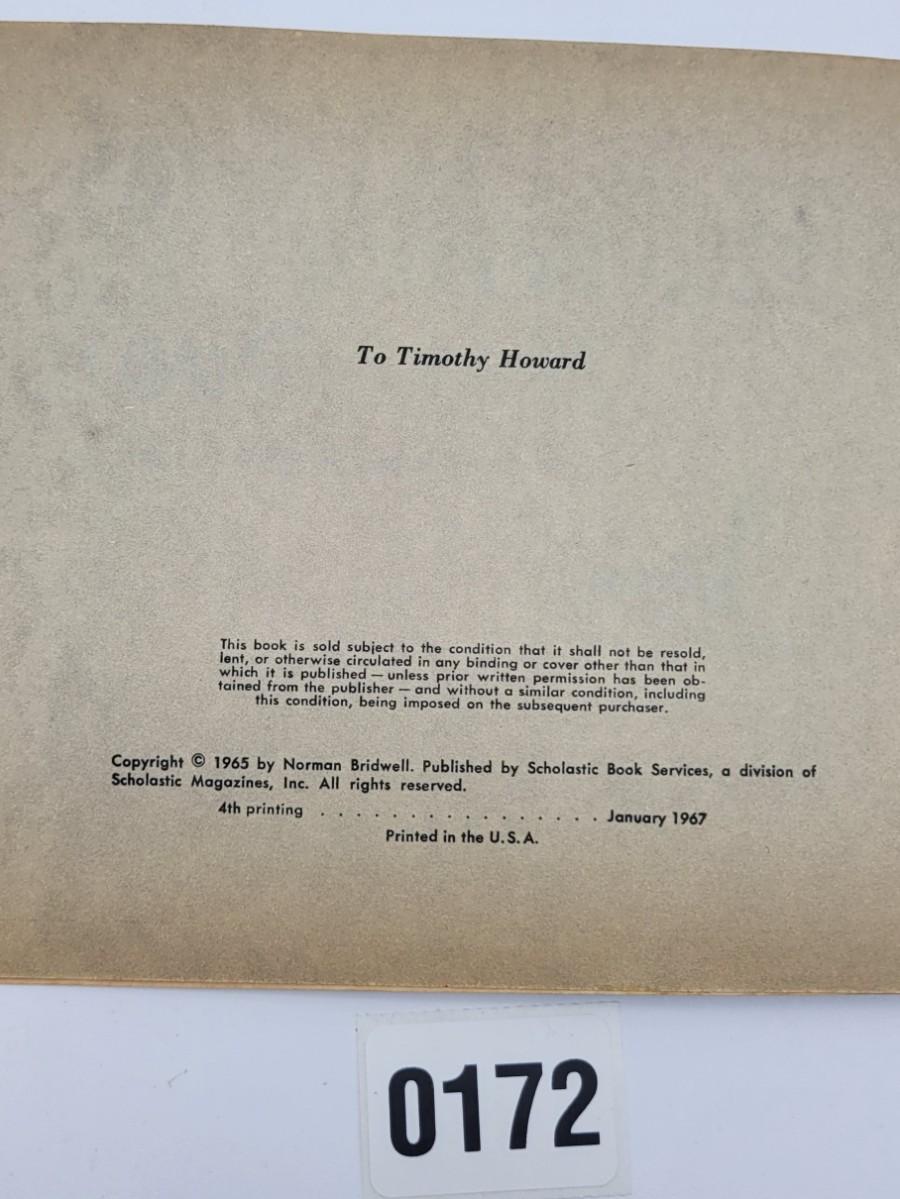 To Timothy Howard
This book is sold subject to the condition that it shall not be resold,
lent, or otherwise circulated in any binding or cover other than that in
which it is published — unless prior written permission has been ob-
tained from the publisher — and without a similar condition, including
this condition, being imposed on the subsequent purchaser.
Copyright © 1965 by Norman Bridwell. Published by Scholastic Book Services, a division of
Scholastic Magazines, Inc. All rights reserved.
4th printing . . . . . . . . . . . . . . . . January 1967
Printed in the U.S.A.
0172